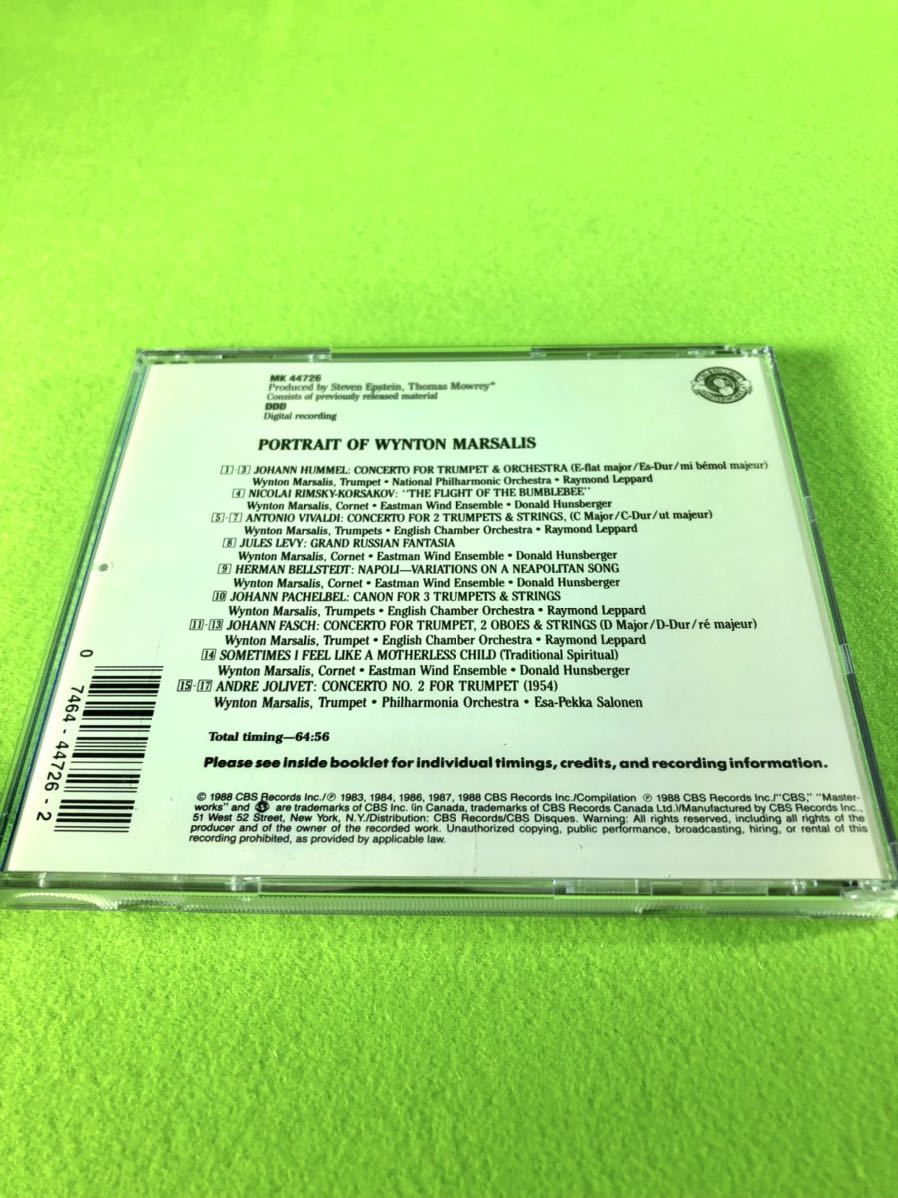 MK 44726
Produced by Steven Epstein, Thomas Mowrey*
Consists of previously released material
DDD
Digital recording
PORTRAIT OF WYNTON MARSALIS
1-3 JOHANN HUMMEL: CONCERTO FOR TRUMPET & ORCHESTRA (E-flat major/Es-Dur/mi bémol majeur)
Wynton Marsalis, Trumpet • National Philharmonic Orchestra • Raymond Leppard
4 NICOLAI RIMSKY-KORSAKOV: "THE FLIGHT OF THE BUMBLEBEE"
Wynton Marsalis, Cornet • Eastman Wind Ensemble • Donald Hunsberger
5-7 ANTONIO VIVALDI: CONCERTO FOR 2 TRUMPETS & STRINGS, (C Major/C-Dur/ut majeur)
Wynton Marsalis, Trumpets • English Chamber Orchestra • Raymond Leppard
8 JULES LEVY: GRAND RUSSIAN FANTASIA
Wynton Marsalis, Cornet • Eastman Wind Ensemble • Donald Hunsberger
9 HERMAN BELLSTEDT: NAPOLI—VARIATIONS ON A NEAPOLITAN SONG
Wynton Marsalis, Cornet • Eastman Wind Ensemble • Donald Hunsberger
10 JOHANN PACHELBEL: CANON FOR 3 TRUMPETS & STRINGS
Wynton Marsalis, Trumpets • English Chamber Orchestra • Raymond Leppard
11-13 JOHANN FASCH: CONCERTO FOR TRUMPET, 2 OBOES & STRINGS (D Major/D-Dur/ré majeur)
Wynton Marsalis, Trumpet • English Chamber Orchestra • Raymond Leppard
14 SOMETIMES I FEEL LIKE A MOTHERLESS CHILD (Traditional Spiritual)
Wynton Marsalis, Cornet • Eastman Wind Ensemble • Donald Hunsberger
15-17 ANDRE JOLIVET: CONCERTO NO. 2 FOR TRUMPET (1954)
Wynton Marsalis, Trumpet • Philharmonia Orchestra • Esa-Pekka Salonen
Total timing—64:56
Please see inside booklet for individual timings, credits, and recording information.
© 1988 CBS Records Inc./℗ 1983, 1984, 1986, 1987, 1988 CBS Records Inc./Compilation ℗ 1988 CBS Records Inc./"CBS," "Master-
works" and are trademarks of CBS Inc. (in Canada, trademarks of CBS Records Canada Ltd.)/Manufactured by CBS Records Inc.,
51 West 52 Street, New York, N.Y./Distribution: CBS Records/CBS Disques. Warning: All rights reserved, including all rights of the
producer and of the owner of the recorded work. Unauthorized copying, public performance, broadcasting, hiring, or rental of this
recording prohibited, as provided by applicable law.
0 7464-44726-2